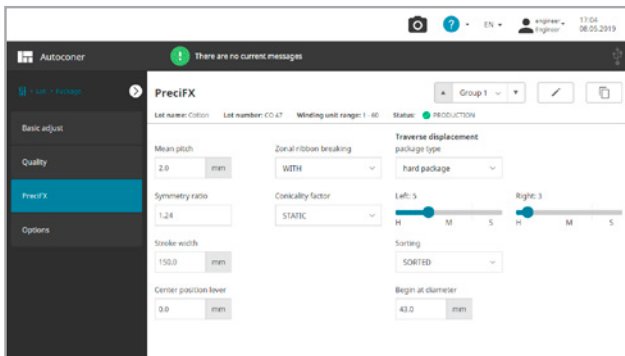 EN
engineer
Engineer
17:04
08.05.2019
Autoconer
There are no current messages
Lot > Package
PreciFX
Group 1
Lot name: Cotton Lot number: CO 47 Winding unit range: 1 - 60 Status: PRODUCTION
Basic adjust
Quality
PreciFX
Options
Mean pitch
2.0 mm
Zonal ribbon breaking
WITH
Traverse displacement
package type
hard package
Symmetry ratio
1.24
Conicality factor
STATIC
Left: 5
H M S
Right: 3
H M S
Stroke width
150.0 mm
Sorting
SORTED
Center position lever
0.0 mm
Begin at diameter
43.0 mm